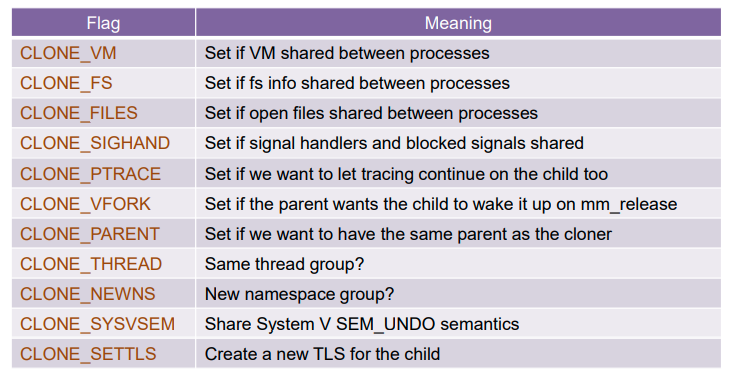 Flag Meaning
CLONE_VM Set if VM shared between processes
CLONE_FS Set if fs info shared between processes
CLONE_FILES Set if open files shared between processes
CLONE_SIGHAND Set if signal handlers and blocked signals shared
CLONE_PTRACE Set if we want to let tracing continue on the child too
CLONE_VFORK Set if the parent wants the child to wake it up on mm_release
CLONE_PARENT Set if we want to have the same parent as the cloner
CLONE_THREAD Same thread group?
CLONE_NEWNS New namespace group?
CLONE_SYSVSEM Share System V SEM_UNDO semantics
CLONE_SETTLS Create a new TLS for the child